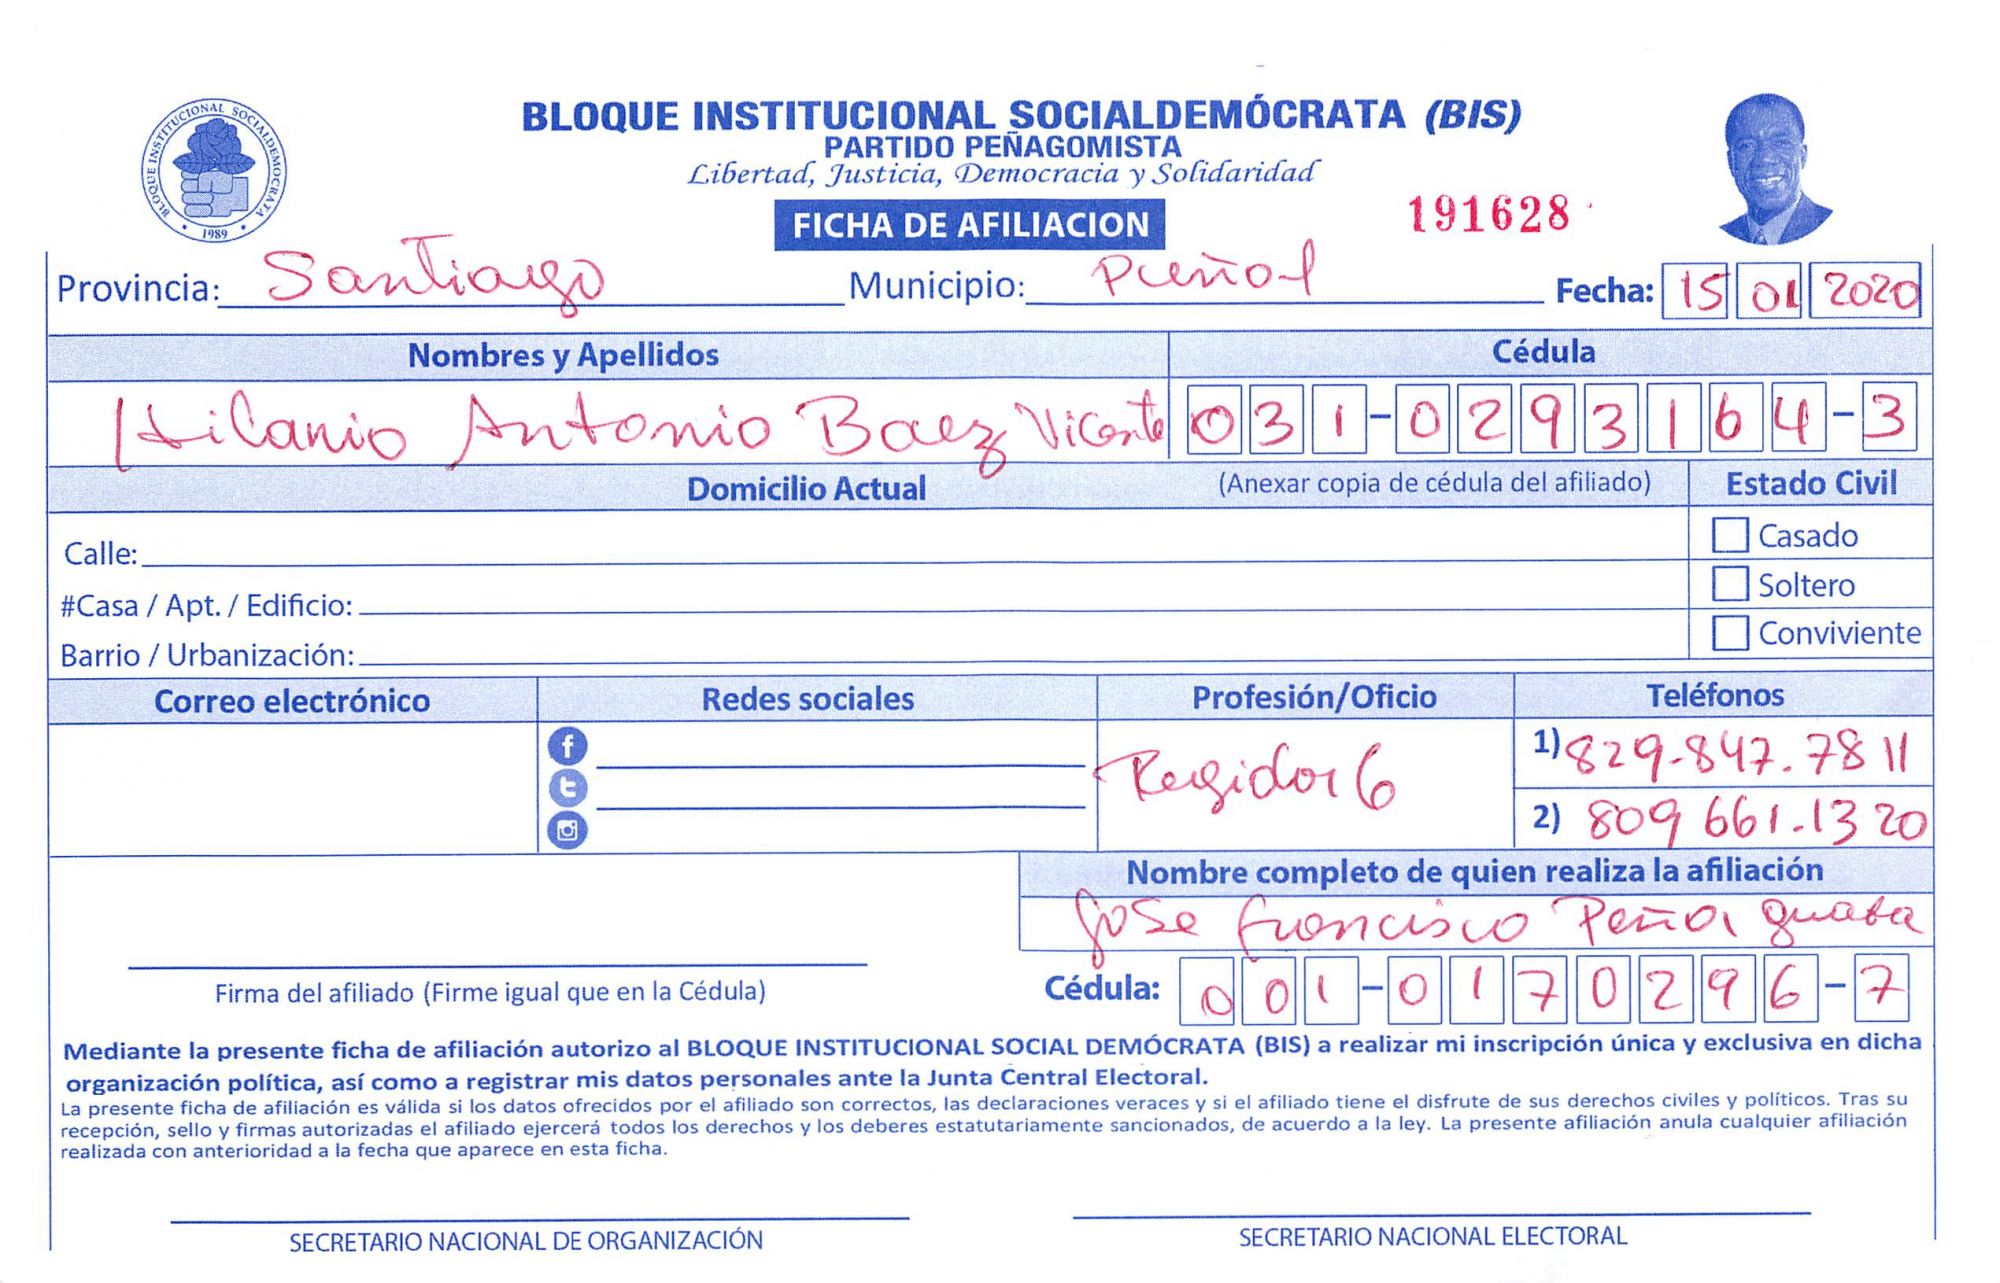 BLOQUE INSTITUCIONAL SOCIALDEMÓCRATA (BIS)
PARTIDO PEÑAGOMISTA
Libertad, Justicia, Democracia y Solidaridad
BLOQUE INSTITUCIONAL SOCIALDEMOCRATA
1989
FICHA DE AFILIACION
191628
Provincia: Santiago Municipio: Puñal Fecha: 15 01 2020
Nombres y Apellidos Cédula
Hilario Antonio Baez Vicente 031-0293164-3
Domicilio Actual (Anexar copia de cédula del afiliado) Estado Civil
Calle: Casado
#Casa / Apt. / Edificio: Soltero
Barrio / Urbanización: Conviviente
Correo electrónico Redes sociales Profesión/Oficio Teléfonos
Regidor 6 1) 829-847.7811
2) 809 661.1320
Nombre completo de quien realiza la afiliación
Jose Francisco Peña Guaba
Firma del afiliado (Firme igual que en la Cédula) Cédula: 001-0170296-7
Mediante la presente ficha de afiliación autorizo al BLOQUE INSTITUCIONAL SOCIAL DEMÓCRATA (BIS) a realizar mi inscripción única y exclusiva en dicha
organización política, así como a registrar mis datos personales ante la Junta Central Electoral.
La presente ficha de afiliación es válida si los datos ofrecidos por el afiliado son correctos, las declaraciones veraces y si el afiliado tiene el disfrute de sus derechos civiles y políticos. Tras su
recepción, sello y firmas autorizadas el afiliado ejercerá todos los derechos y los deberes estatutariamente sancionados, de acuerdo a la ley. La presente afiliación anula cualquier afiliación
realizada con anterioridad a la fecha que aparece en esta ficha.
SECRETARIO NACIONAL DE ORGANIZACIÓN SECRETARIO NACIONAL ELECTORAL